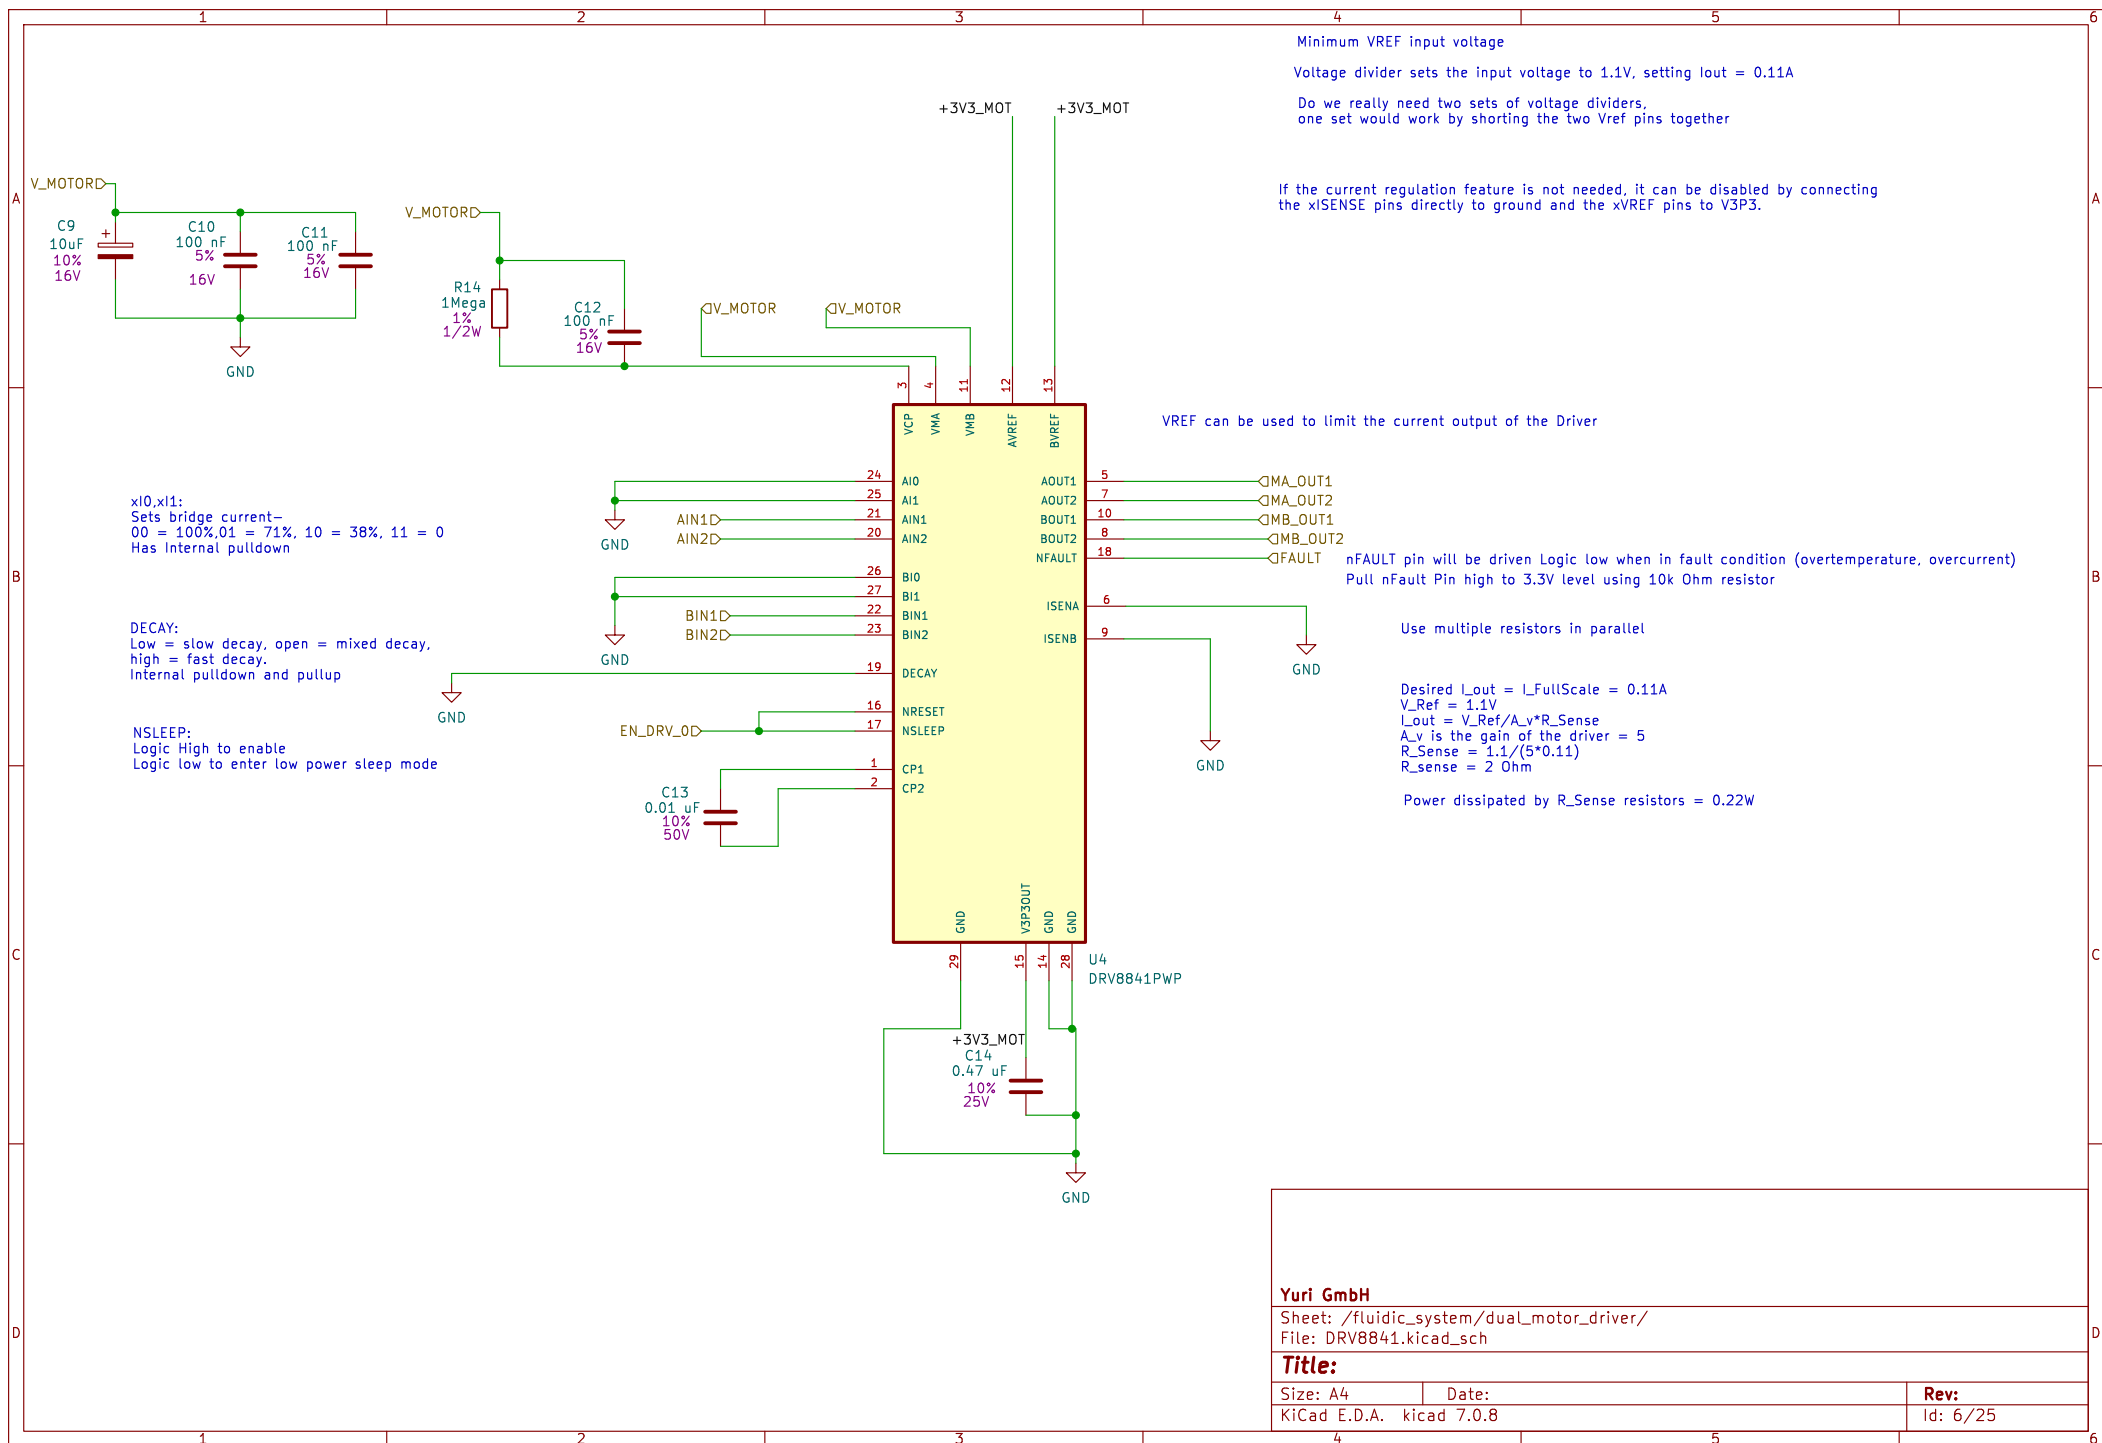 1 2 3 4 5 6
A
B
C
D
A
B
C
D
1 2 3 4 5 6
Minimum VREF input voltage
Voltage divider sets the input voltage to 1.1V, setting Iout = 0.11A
Do we really need two sets of voltage dividers,
one set would work by shorting the two Vref pins together
If the current regulation feature is not needed, it can be disabled by connecting
the xISENSE pins directly to ground and the xVREF pins to V3P3.
+3V3_MOT
+3V3_MOT
V_MOTOR
C9
10uF
10%
16V
C10
100 nF
5%
16V
C11
100 nF
5%
16V
GND
V_MOTOR
R14
1Mega
1%
1/2W
C12
100 nF
5%
16V
V_MOTOR
V_MOTOR
3
4
11
12
13
VCP
VMA
VMB
AVREF
BVREF
VREF can be used to limit the current output of the Driver
xI0,xI1:
Sets bridge current-
00 = 100%,01 = 71%, 10 = 38%, 11 = 0
Has Internal pulldown
DECAY:
Low = slow decay, open = mixed decay,
high = fast decay.
Internal pulldown and pullup
NSLEEP:
Logic High to enable
Logic low to enter low power sleep mode
24 AI0
25 AI1
AIN1 21 AIN1
AIN2 20 AIN2
GND
26 BI0
27 BI1
BIN1 22 BIN1
BIN2 23 BIN2
GND
19 DECAY
GND
16 NRESET
EN_DRV_0 17 NSLEEP
1 CP1
2 CP2
C13
0.01 uF
10%
50V
AOUT1 5 MA_OUT1
AOUT2 7 MA_OUT2
BOUT1 10 MB_OUT1
BOUT2 8 MB_OUT2
NFAULT 18 FAULT
ISENA 6
ISENB 9
GND
GND
nFAULT pin will be driven Logic low when in fault condition (overtemperature, overcurrent)
Pull nFault Pin high to 3.3V level using 10k Ohm resistor
Use multiple resistors in parallel
Desired I_out = I_FullScale = 0.11A
V_Ref = 1.1V
I_out = V_Ref/A_v*R_Sense
A_v is the gain of the driver = 5
R_Sense = 1.1/(5*0.11)
R_sense = 2 Ohm
Power dissipated by R_Sense resistors = 0.22W
GND
V3P3OUT
GND
GND
29
15
14
28
U4
DRV8841PWP
+3V3_MOT
C14
0.47 uF
10%
25V
GND
Yuri GmbH
Sheet: /fluidic_system/dual_motor_driver/
File: DRV8841.kicad_sch
Title:
Size: A4 Date: Rev:
KiCad E.D.A. kicad 7.0.8 Id: 6/25